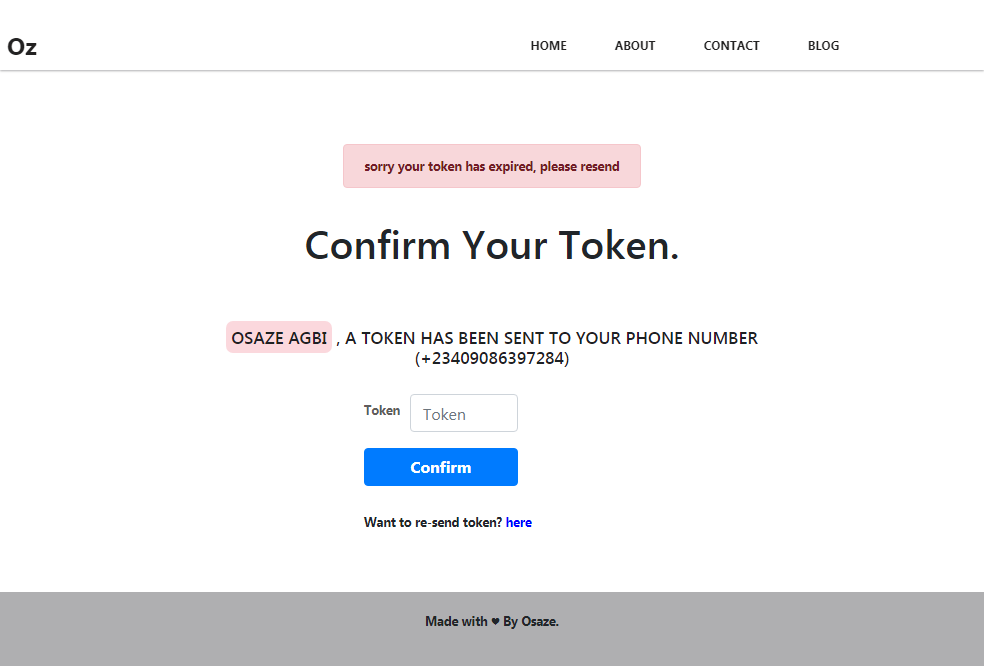 Oz
HOME ABOUT CONTACT BLOG
sorry your token has expired, please resend
Confirm Your Token.
OSAZE AGBI , A TOKEN HAS BEEN SENT TO YOUR PHONE NUMBER
(+23409086397284)
Token Token
Confirm
Want to re-send token? here
Made with ♥ By Osaze.